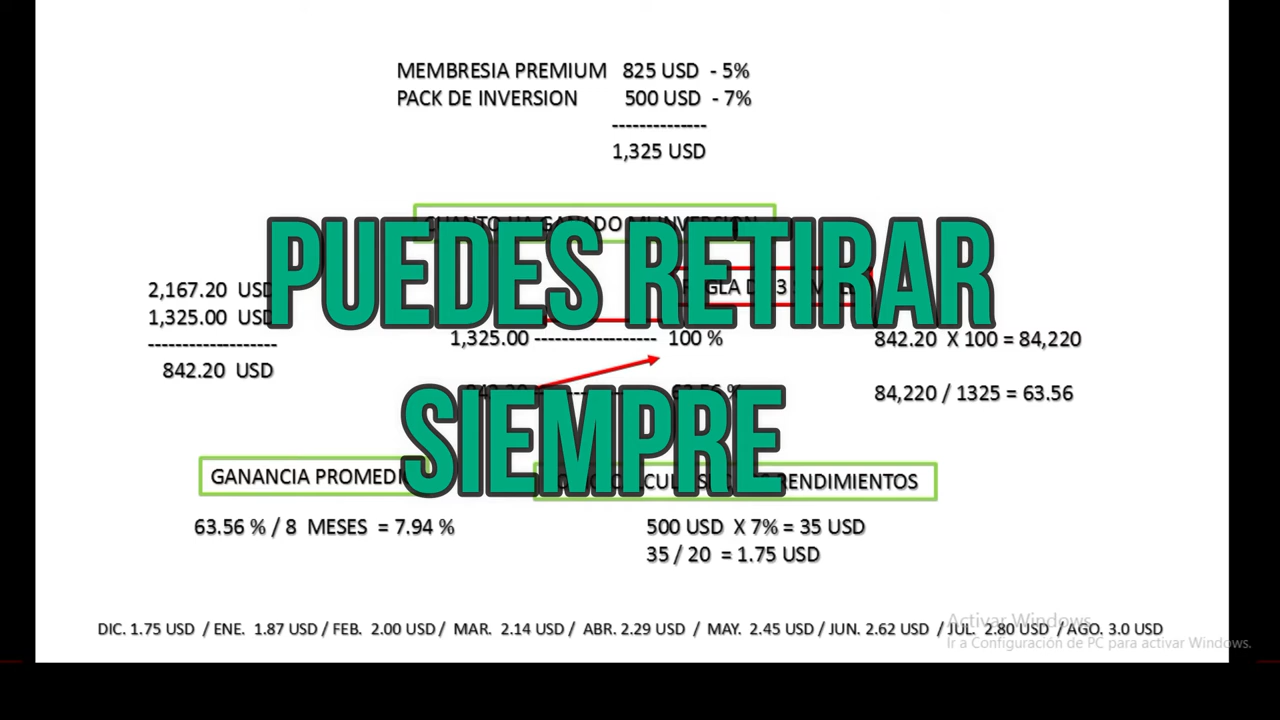 MEMBRESIA PREMIUM 825 USD - 5%
PACK DE INVERSION 500 USD - 7%
--------------
1,325 USD
PUEDES RETIRAR
SIEMPRE
2,167.20 USD
1,325.00 USD
-------------------
842.20 USD
1,325.00 ------------------ 100 %
842.20 X 100 = 84,220
84,220 / 1325 = 63.56
GANANCIA
RENDIMIENTOS
63.56 % / 8 MESES = 7.94 %
500 USD X 7% = 35 USD
35 / 20 = 1.75 USD
DIC. 1.75 USD / ENE. 1.87 USD / FEB. 2.00 USD / MAR. 2.14 USD / ABR. 2.29 USD / MAY. 2.45 USD / JUN. 2.62 USD / JUL. 2.80 USD / AGO. 3.0 USD
Activar Windows
Ir a Configuración de PC para activar Windows.